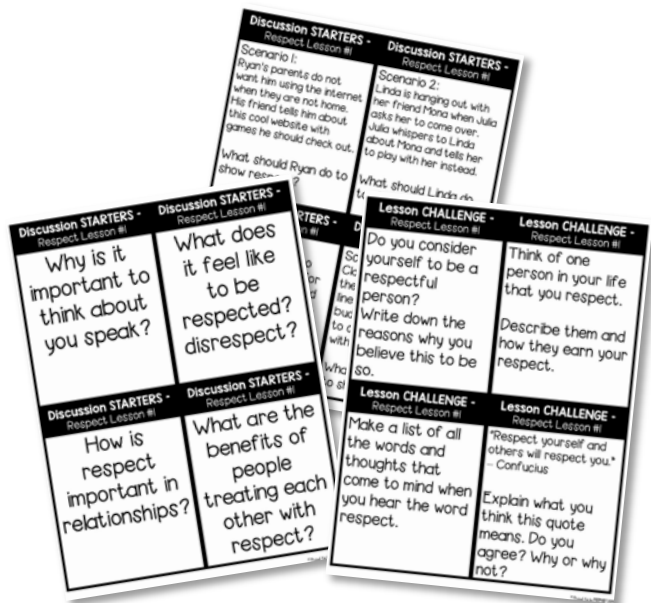 Discussion STARTERS -
Respect Lesson #1
Scenario 1:
Ryan's parents do not
want him using the internet
when they are not home.
His friend tells him about
this cool website with
games he should check out.
What should Ryan do to
show
Discussion STARTERS -
Respect Lesson #1
Scenario 2:
Linda is hanging out with
her friend Mona when Julia
asks her to come over.
Julia whispers to Linda
about Mona and tells her
to play with her instead.
What should Linda do
Discussion STARTERS -
Respect Lesson #1
Why is it
important to
think about
you speak?
Discussion STARTERS -
Respect Lesson #1
What does
it feel like
to be
respected?
disrespect?
Discussion STARTERS -
Respect Lesson #1
How is
respect
important in
relationships?
Discussion STARTERS -
Respect Lesson #1
What are the
benefits of
people
treating each
other with
respect?
Lesson CHALLENGE -
Respect Lesson #1
Do you consider
yourself to be a
respectful
person?
Write down the
reasons why you
believe this to be
so.
Lesson CHALLENGE -
Respect Lesson #1
Think of one
person in your life
that you respect.
Describe them and
how they earn your
respect.
Lesson CHALLENGE -
Respect Lesson #1
Make a list of all
the words and
thoughts that
come to mind when
you hear the word
respect.
Lesson CHALLENGE -
Respect Lesson #1
"Respect yourself and
others will respect you."
- Confucius
Explain what you
think this quote
means. Do you
agree? Why or why
not?